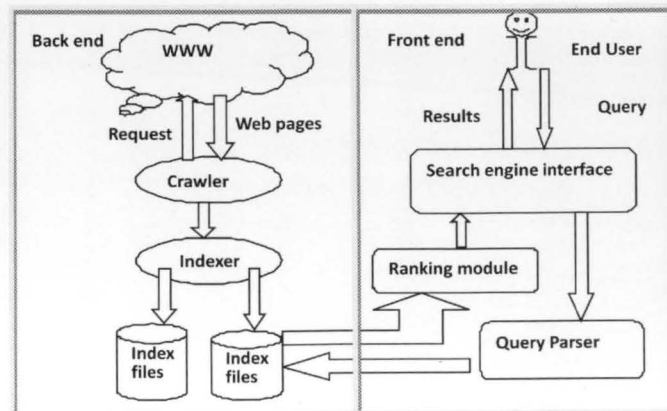 Back end
WWW
Request
Web pages
Crawler
Indexer
Index
files
Index
files
Front end
End User
Results
Query
Search engine interface
Ranking module
Query Parser